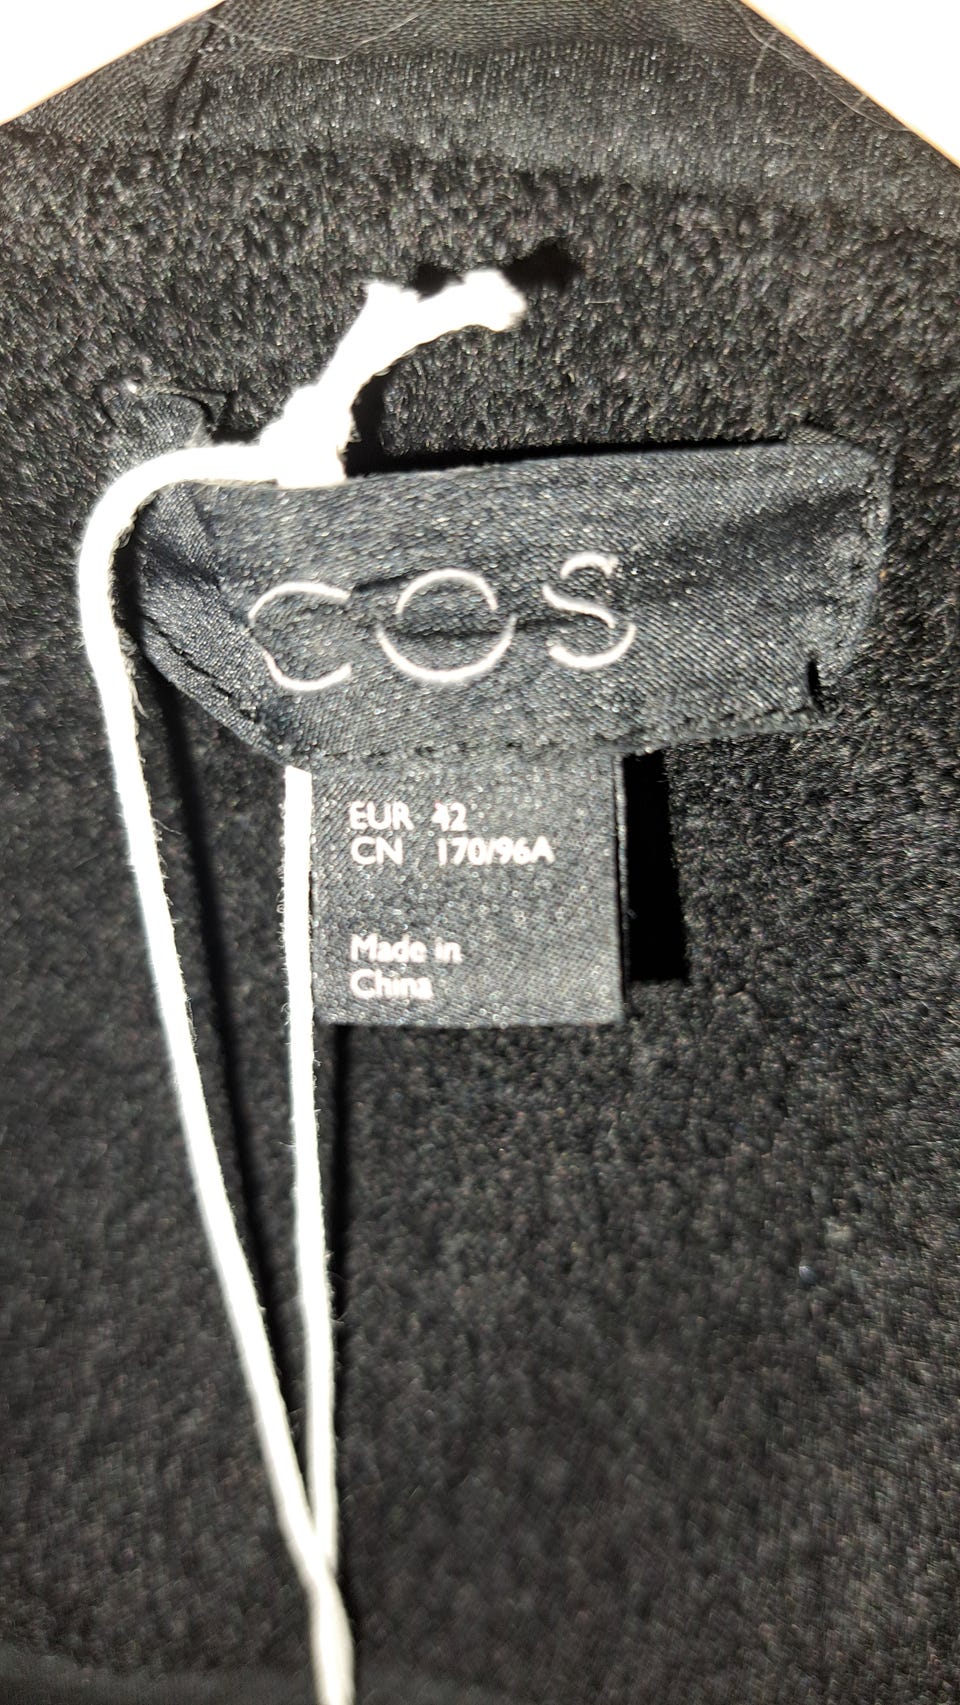 COS
EUR 42
CN 170/96A
Made in
China